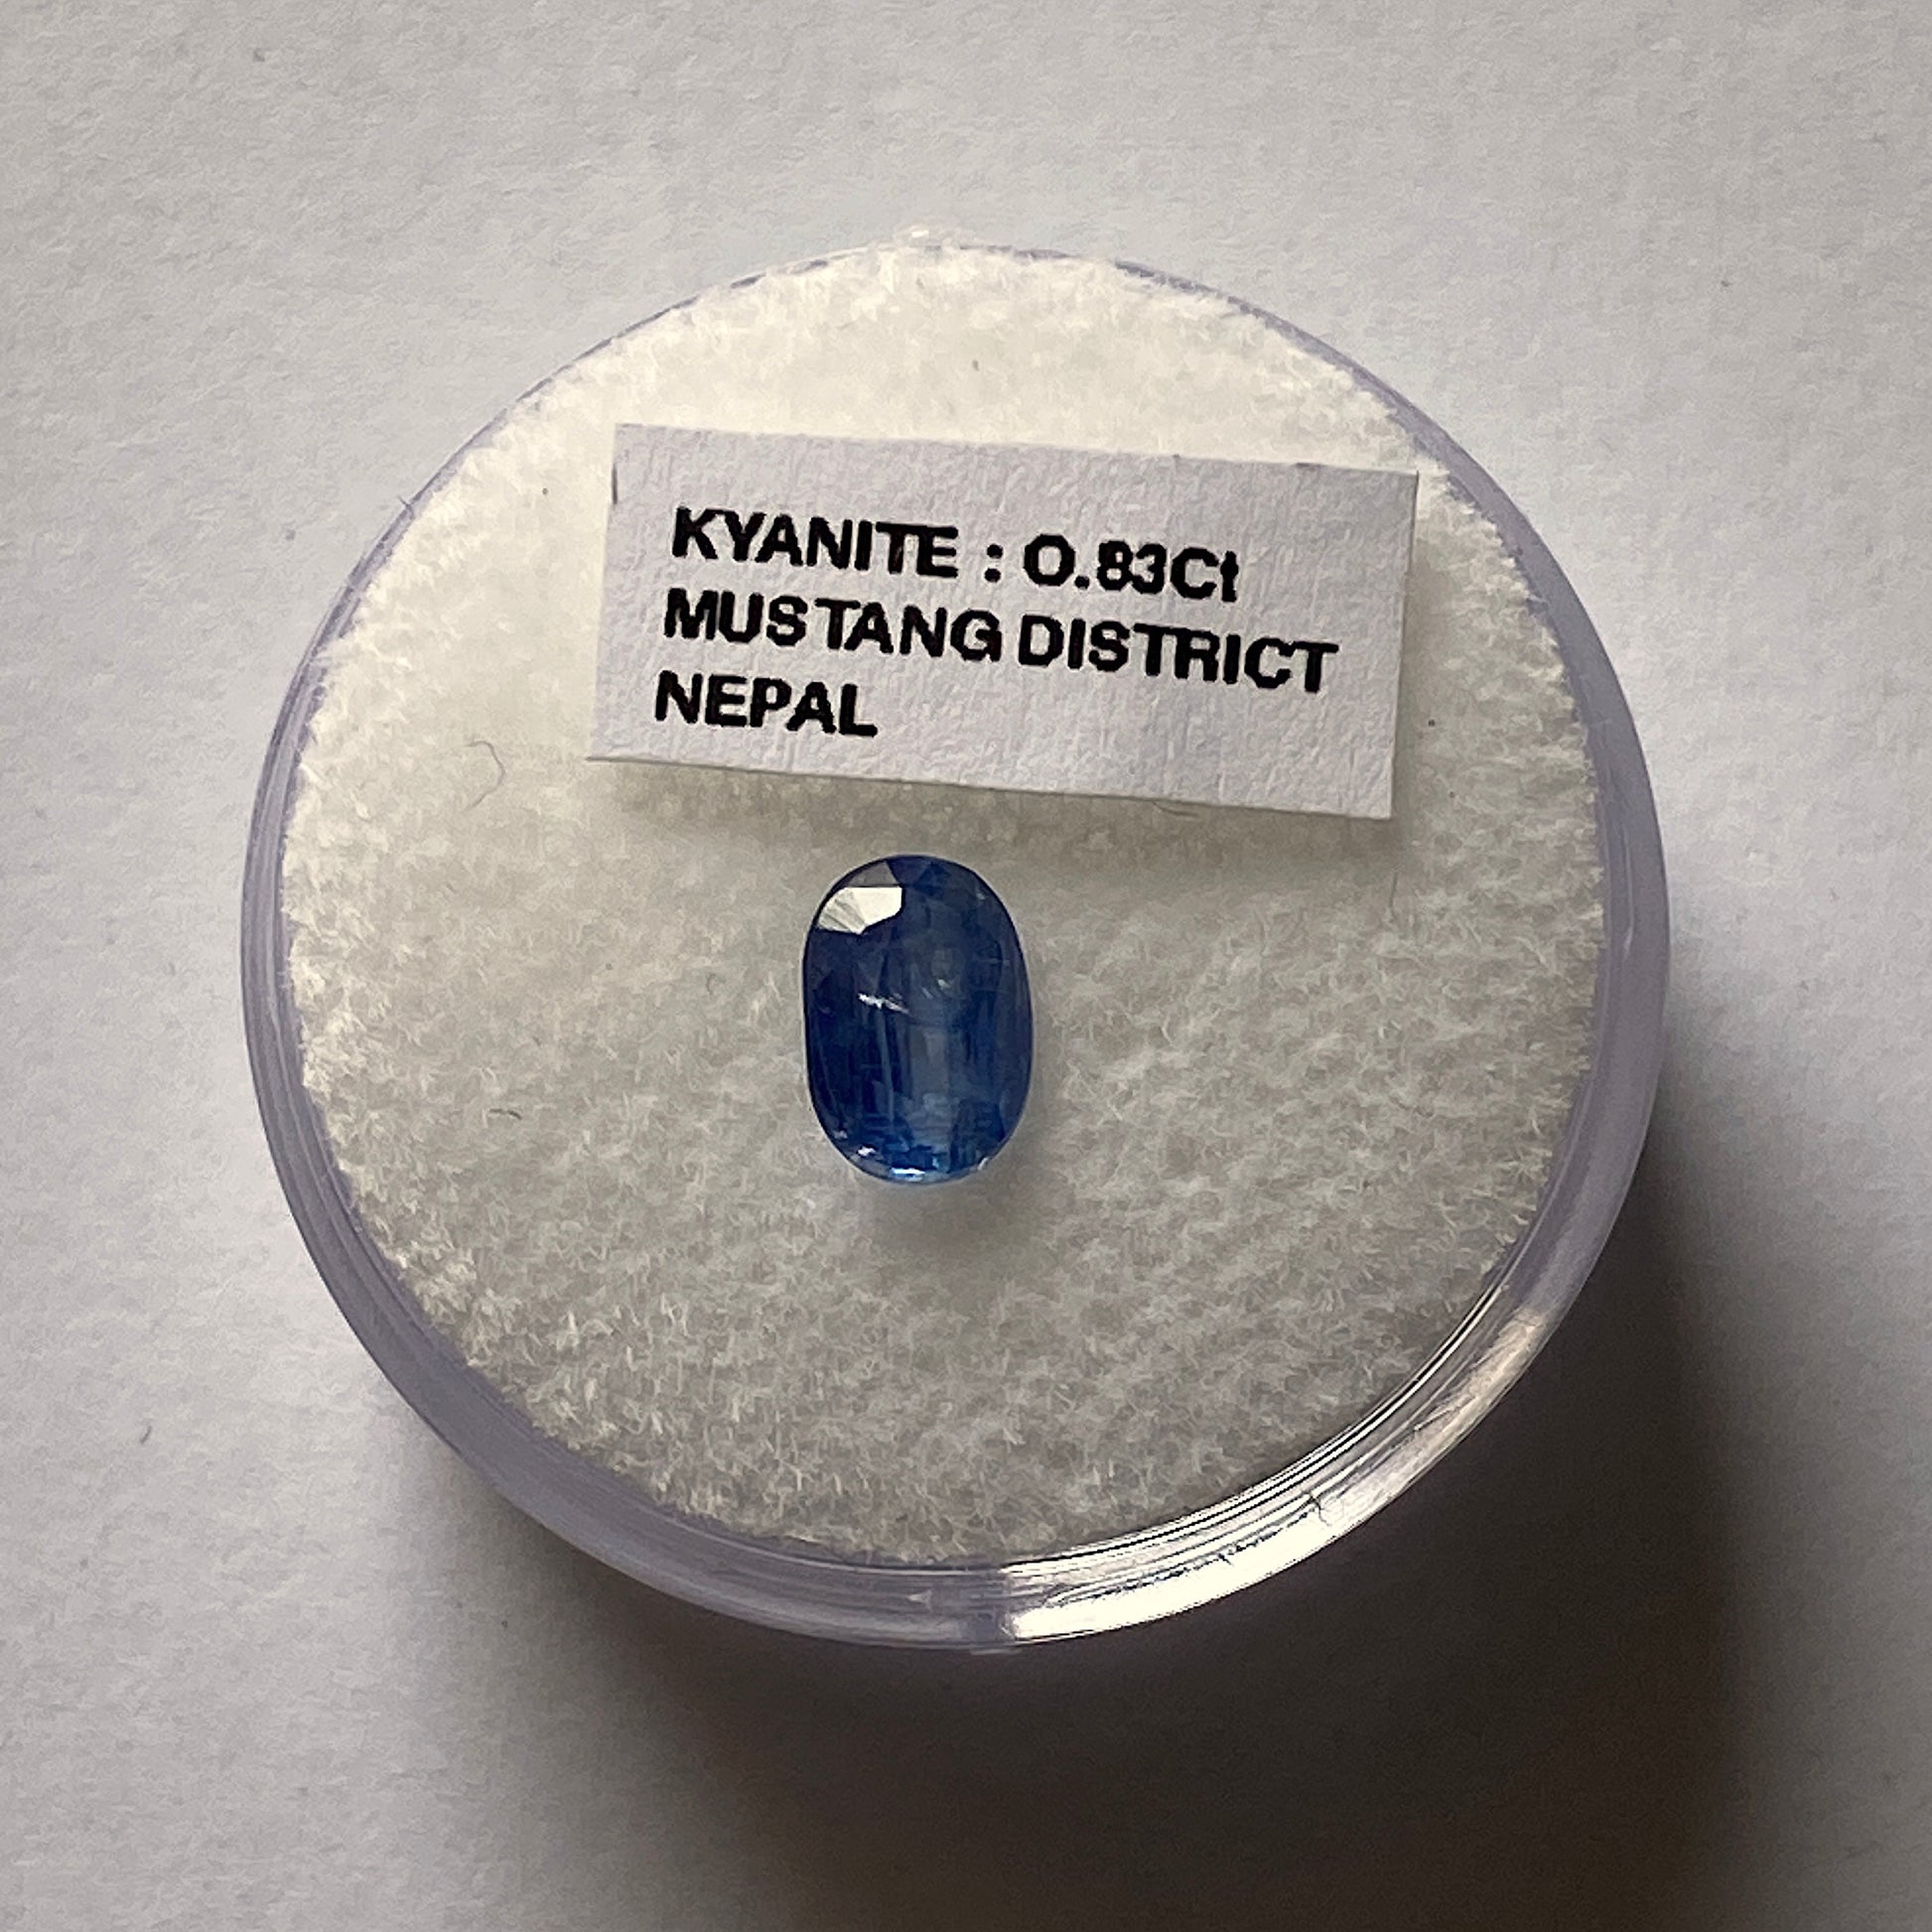 KYANITE : 0.83Ct
MUSTANG DISTRICT
NEPAL